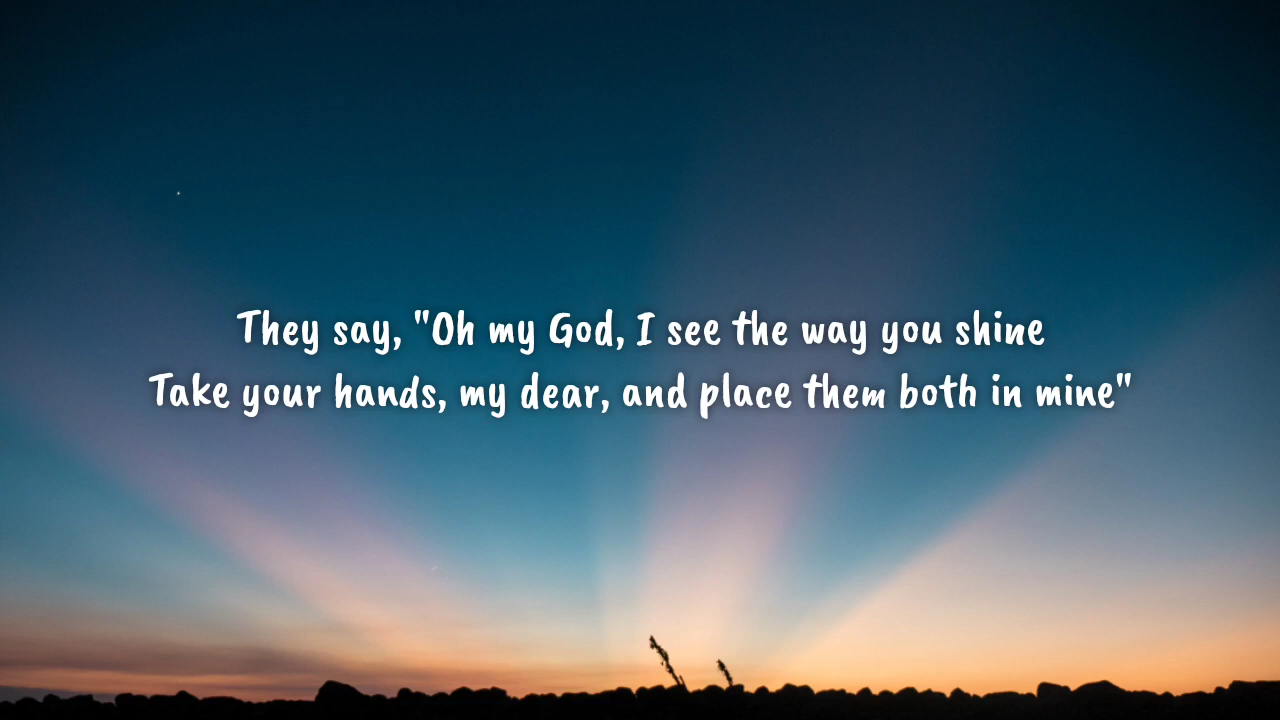 They say, "Oh my God, I see the way you shine
Take your hands, my dear, and place them both in mine"